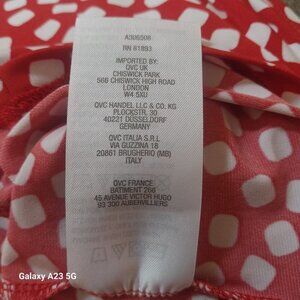 A306508
RN 81893
IMPORTED BY:
QVC UK
CHISWICK PARK
566 CHISWICK HIGH ROAD
LONDON
W4 5XU
QVC HANDEL LLC & CO. KG
PLOCKSTR. 30
40221 DÜSSELDORF
GERMANY
QVC ITALIA S.R.L
VIA GUZZINA 18
20861 BRUGHERIO (MB)
ITALY
QVC FRANCE
BATIMENT 266
45 AVENUE VICTOR HUGO
93 300 AUBERVILLIERS
Galaxy A23 5G